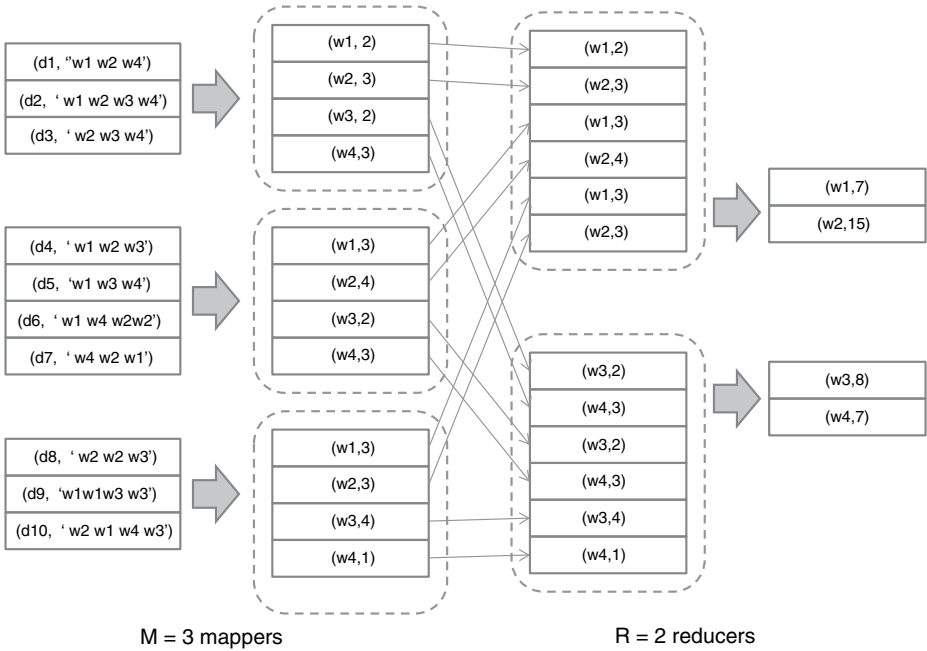 (d1, “w1 w2 w4’)
(d2, ‘ w1 w2 w3 w4’)
(d3, ‘ w2 w3 w4’)
(w1, 2)
(w2, 3)
(w3, 2)
(w4,3)
(d4, ‘ w1 w2 w3’)
(d5, ‘ w1 w3 w4’)
(d6, ‘ w1 w4 w2w2’)
(d7, ‘ w4 w2 w1’)
(w1,3)
(w2,4)
(w3,2)
(w4,3)
(d8, ‘ w2 w2 w3’)
(d9, ‘w1w1w3 w3’)
(d10, ‘ w2 w1 w4 w3’)
(w1,3)
(w2,3)
(w3,4)
(w4,1)
(w1,2)
(w2,3)
(w1,3)
(w2,4)
(w1,3)
(w2,3)
(w1,7)
(w2,15)
(w3,2)
(w4,3)
(w3,2)
(w4,3)
(w3,4)
(w4,1)
(w3,8)
(w4,7)
M = 3 mappers
R = 2 reducers